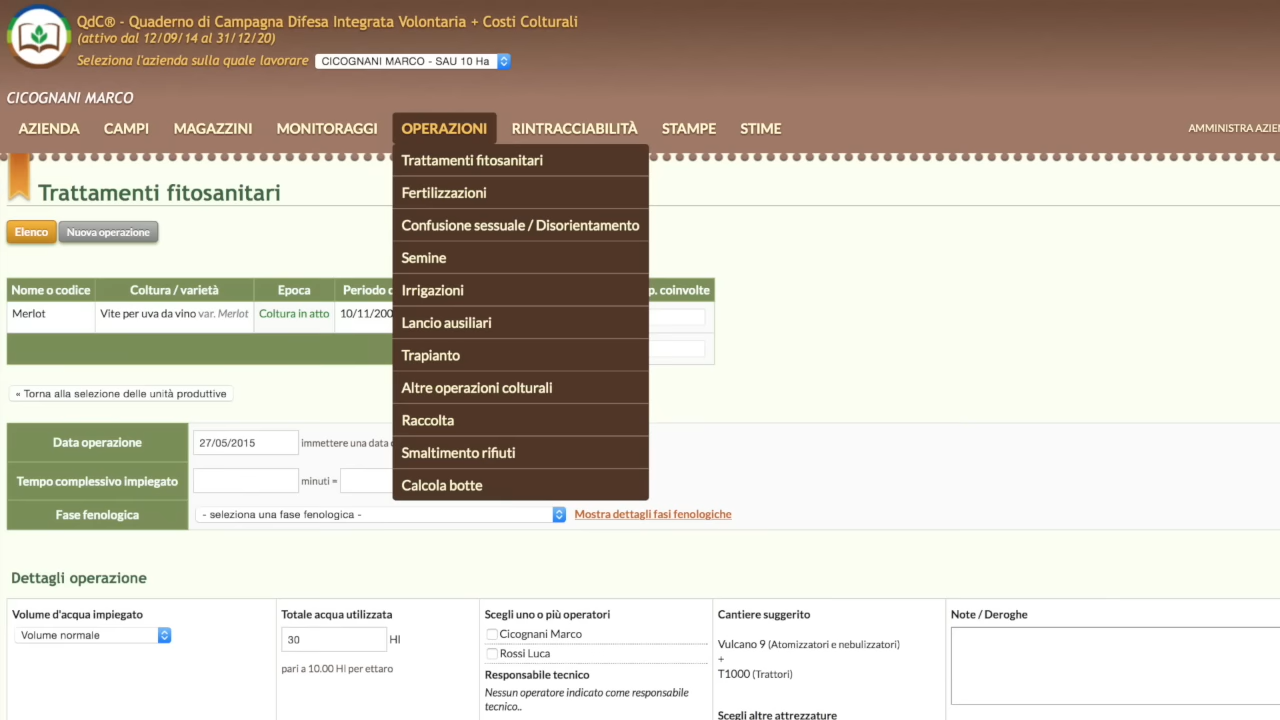 QdC® - Quaderno di Campagna Difesa Integrata Volontaria + Costi Colturali
(attivo dal 12/09/14 al 31/12/20)
Seleziona l'azienda sulla quale lavorare CICOGNANI MARCO - SAU 10 Ha
CICOGNANI MARCO
AZIENDA CAMPI MAGAZZINI MONITORAGGI OPERAZIONI RINTRACCIABILITÀ STAMPE STIME
Trattamenti fitosanitari
Fertilizzazioni
Confusione sessuale / Disorientamento
Semine
Irrigazioni
Lancio ausiliari
Trapianto
Altre operazioni colturali
Raccolta
Smaltimento rifiuti
Calcola botte
Trattamenti fitosanitari
Elenco Nuova operazione
Nome o codice Coltura / varietà Epoca Periodo coinvolte
Merlot Vite per uva da vino var. Merlot Coltura in atto
« Torna alla selezione delle unità produttive
Data operazione 27/05/2015 immettere una data
Tempo complessivo impiegato minuti =
Fase fenologica - seleziona una fase fenologica - Mostra dettagli fasi fenologiche
Dettagli operazione
Volume d'acqua impiegato
Volume normale
Totale acqua utilizzata
30 Hl
pari a 10.00 Hl per ettaro
Scegli uno o più operatori
Cicognani Marco
Rossi Luca
Responsabile tecnico
Nessun operatore indicato come responsabile
tecnico..
Cantiere suggerito
Vulcano 9 (Atomizzatori e nebulizzatori)
+
T1000 (Trattori)
Scegli altre attrezzature
Note / Deroghe